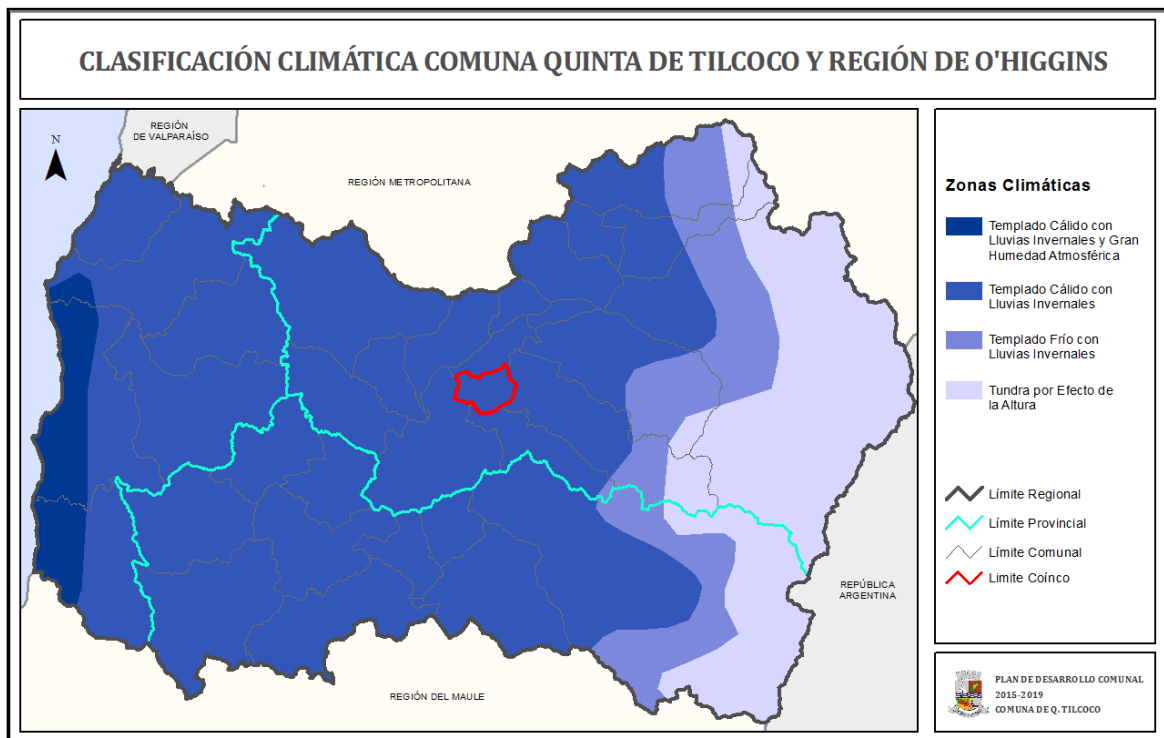 CLASIFICACIÓN CLIMÁTICA COMUNA QUINTA DE TILCOCO Y REGIÓN DE O'HIGGINS
REGIÓN
DE VALPARAÍSO
N
REGIÓN METROPOLITANA
REPÚBLICA
ARGENTINA
REGIÓN DEL MAULE
Zonas Climáticas
Templado Cálido con
Lluvias Invernales y Gran
Humedad Atmosférica
Templado Cálido con
Lluvias Invernales
Templado Frío con
Lluvias Invernales
Tundra por Efecto de
la Altura
Límite Regional
Límite Provincial
Límite Comunal
Limite Coínco
PLAN DE DESARROLLO COMUNAL
2015-2019
COMUNA DE Q. TILCOCO